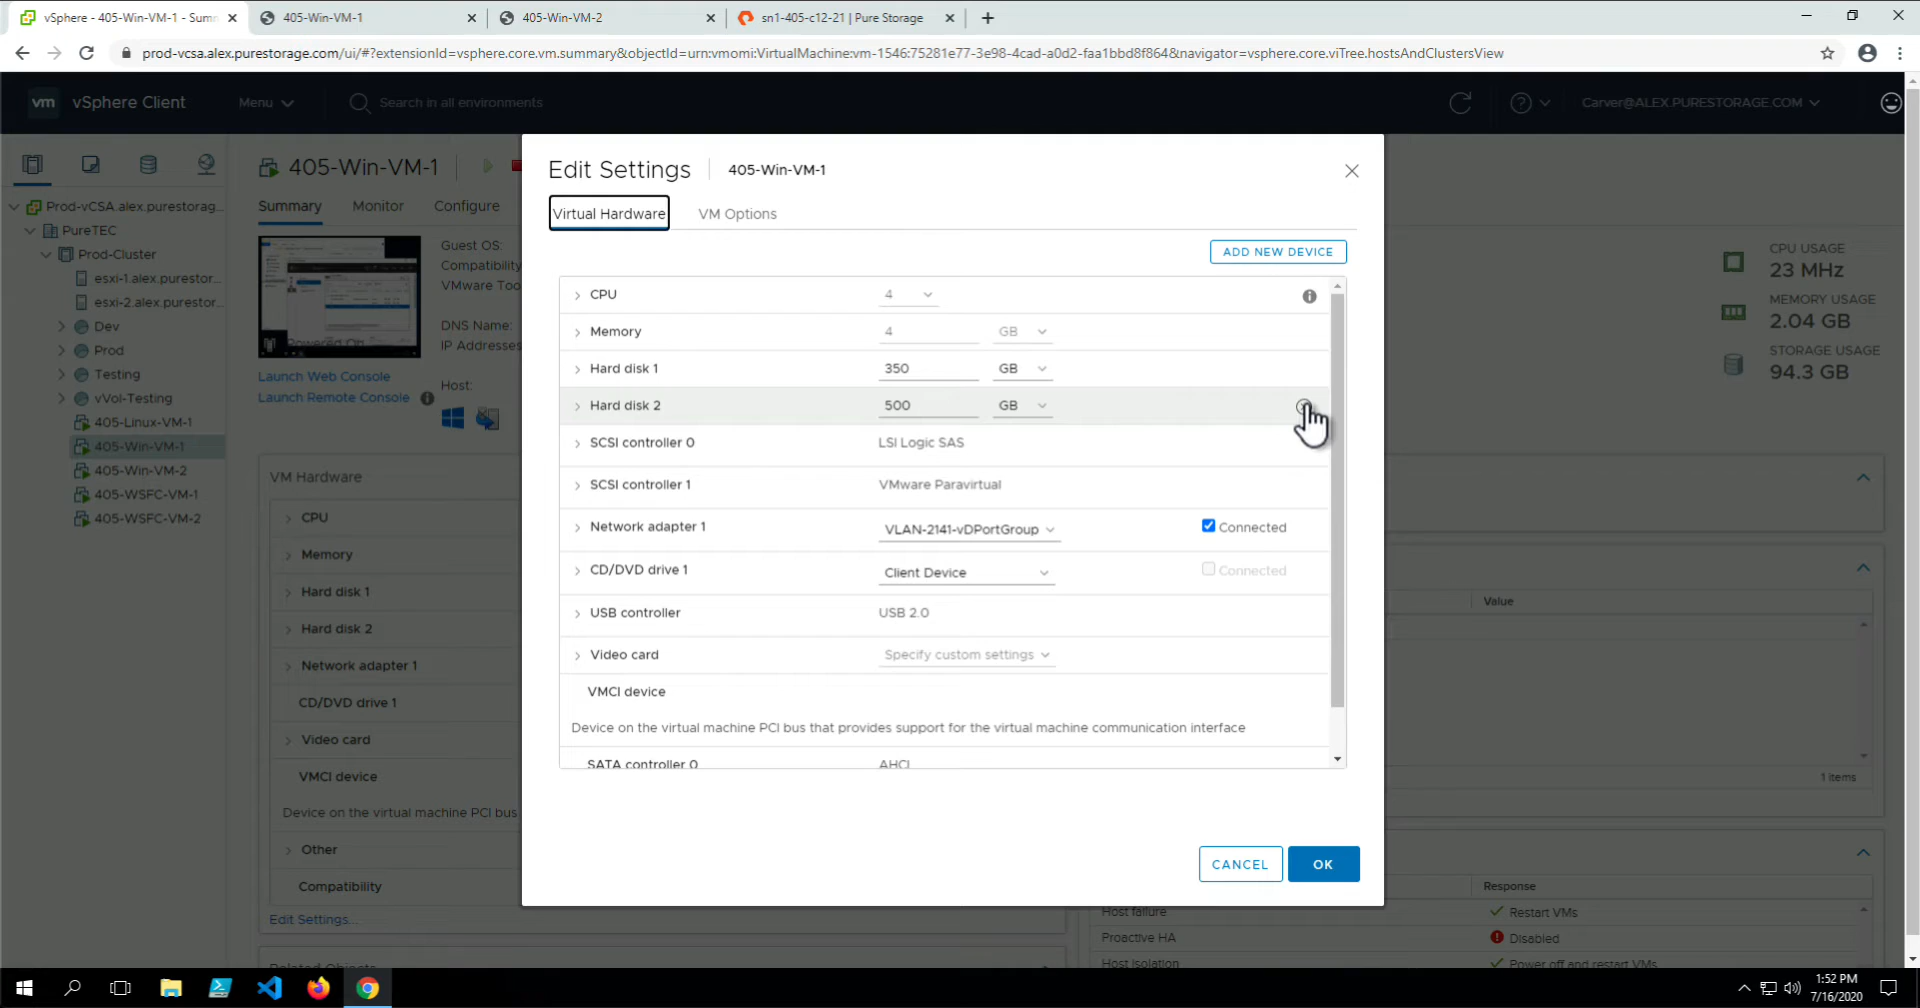 vSphere - 405-Win-VM-1 - Sumr
405-Win-VM-1
405-Win-VM-2
sn1-405-c12-21 | Pure Storage
prod-vcsa.alex.purestorage.com/ui/#?extensionId=vsphere.core.vm.summary&objectId=urn:vmomi:VirtualMachine:vm-1546:75281e77-3e98-4cad-a0d2-faa1bbd8f864&navigator=vsphere.core.viTree.hostsAndClustersView
vm vSphere Client
Menu
Search in all environments
Carver@ALEX.PURESTORAGE.COM
Prod-vCSA.alex.purestorag...
PureTEC
Prod-Cluster
esxi-1.alex.purestor...
esxi-2.alex.purestor...
Dev
Prod
Testing
vVol-Testing
405-Linux-VM-1
405-Win-VM-1
405-Win-VM-2
405-WSFC-VM-1
405-WSFC-VM-2
405-Win-VM-1
Summary Monitor Configure
Powered On
Guest OS:
Compatibility
VMware Too
DNS Name:
IP Addresses
Launch Web Console
Launch Remote Console
Host:
VM Hardware
CPU
Memory
Hard disk 1
Hard disk 2
Network adapter 1
CD/DVD drive 1
Video card
VMCI device
Device on the virtual machine PCI bus
Other
Compatibility
Edit Settings...
Related Objects
Edit Settings
405-Win-VM-1
Virtual Hardware
VM Options
ADD NEW DEVICE
CPU 4
Memory 4 GB
Hard disk 1 350 GB
Hard disk 2 500 GB
SCSI controller 0 LSI Logic SAS
SCSI controller 1 VMware Paravirtual
Network adapter 1 VLAN-2141-vDPortGroup Connected
CD/DVD drive 1 Client Device Connected
USB controller USB 2.0
Video card Specify custom settings
VMCI device
Device on the virtual machine PCI bus that provides support for the virtual machine communication interface
SATA controller 0 AHCI
CANCEL OK
CPU USAGE
23 MHz
MEMORY USAGE
2.04 GB
STORAGE USAGE
94.3 GB
Value
1 items
Response
Host failure Restart VMs
Proactive HA Disabled
Host Isolation Power off and restart VMs
1:52 PM
7/16/2020